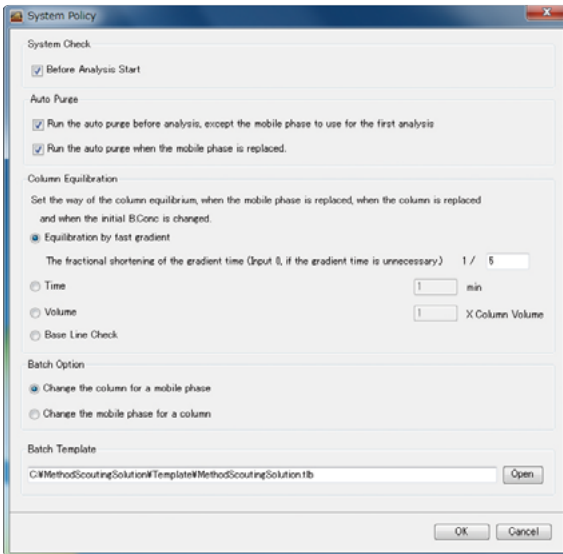 System Policy
System Check
Before Analysis Start
Auto Purge
Run the auto purge before analysis, except the mobile phase to use for the first analysis
Run the auto purge when the mobile phase is replaced.
Column Equilibration
Set the way of the column equilibrium, when the mobile phase is replaced, when the column is replaced
and when the initial B.Conc is changed.
Equilibration by fast gradient
The fractional shortening of the gradient time (Input 0, if the gradient time is unnecessary.) 1 / 5
Time 1 min
Volume 1 X Column Volume
Base Line Check
Batch Option
Change the column for a mobile phase
Change the mobile phase for a column
Batch Template
C:¥MethodScoutingSolution¥Template¥MethodScoutingSolution.tlb Open
OK Cancel